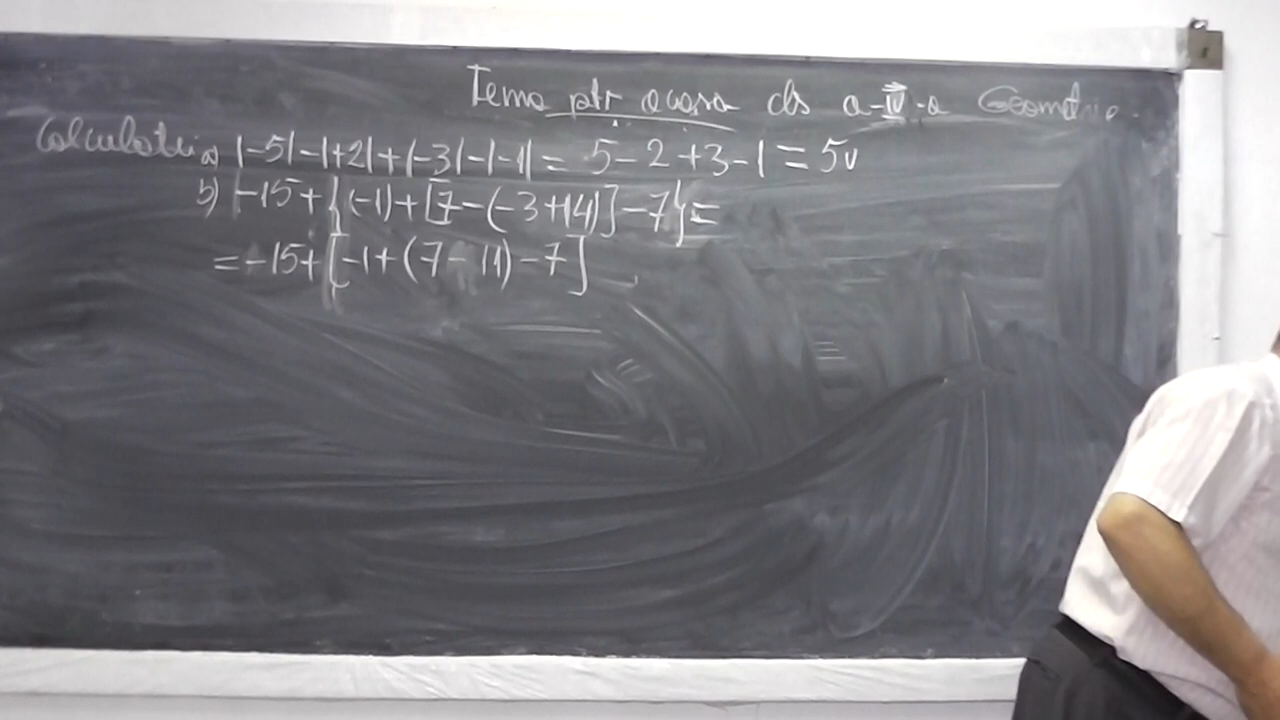 Tema ptr acasa cls a-IV-a Geometrie.
Calculati: a) |-5|-|+2|+|-3|-|-1| = 5-2+3-1 = 5v
b) -15+{(-1)+[7-(-3+14)]-7}=
=-15+[-1+(7-11)-7]